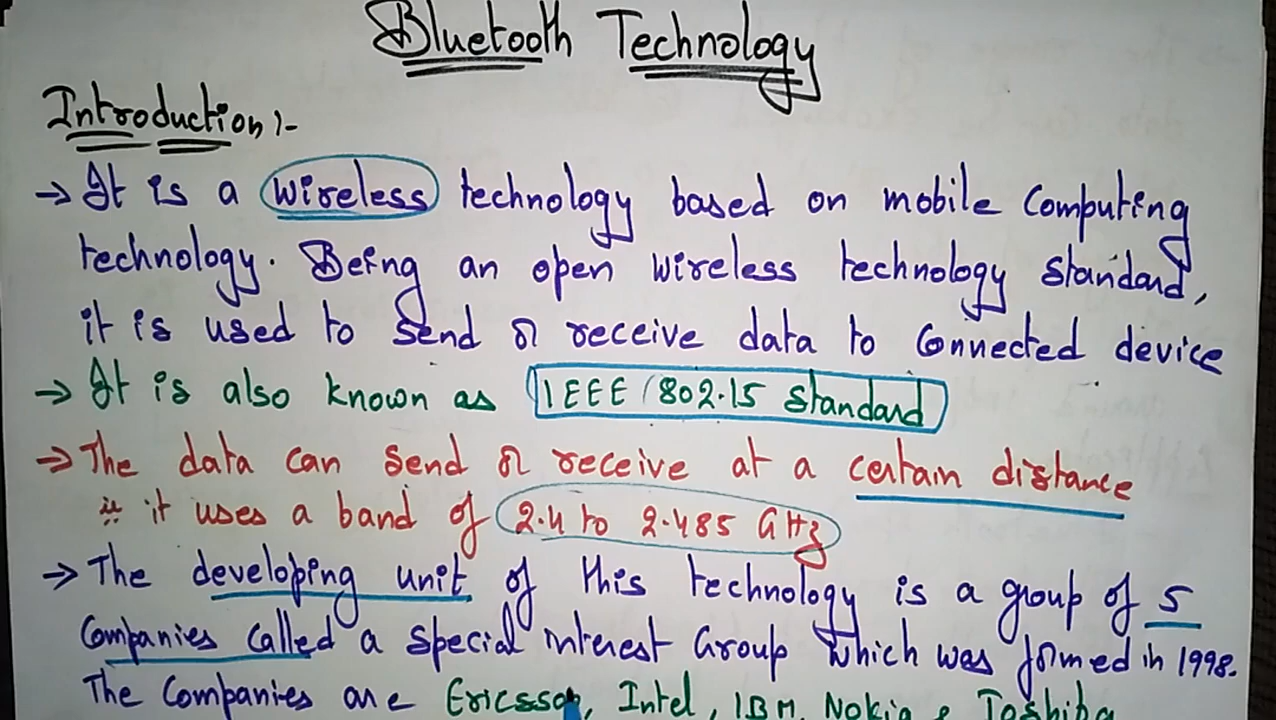 Bluetooth Technology
Introduction :-
→ It is a wireless technology based on mobile Computing
technology. Being an open wireless technology standard,
it is used to send or receive data to Connected device
→ It is also known as IEEE 802.15 standard
→ The data can send or receive at a certain distance
ie it uses a band of 2.4 to 2.485 GHz
→ The developing unit of this technology is a group of 5
Companies called a special interest Group which was formed in 1998.
The Companies are Ericsson, Intel, IBM, Nokia & Toshiba